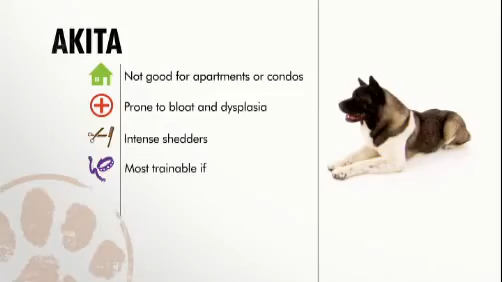 AKITA
Not good for apartments or condos
Prone to bloat and dysplasia
Intense shedders
Most trainable if